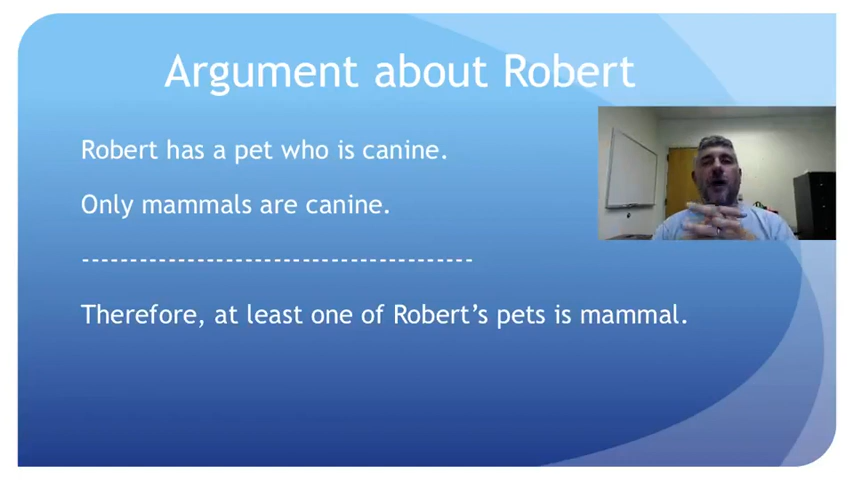 Argument about Robert
Robert has a pet who is canine.
Only mammals are canine.
-----------------------------------------
Therefore, at least one of Robert’s pets is mammal.